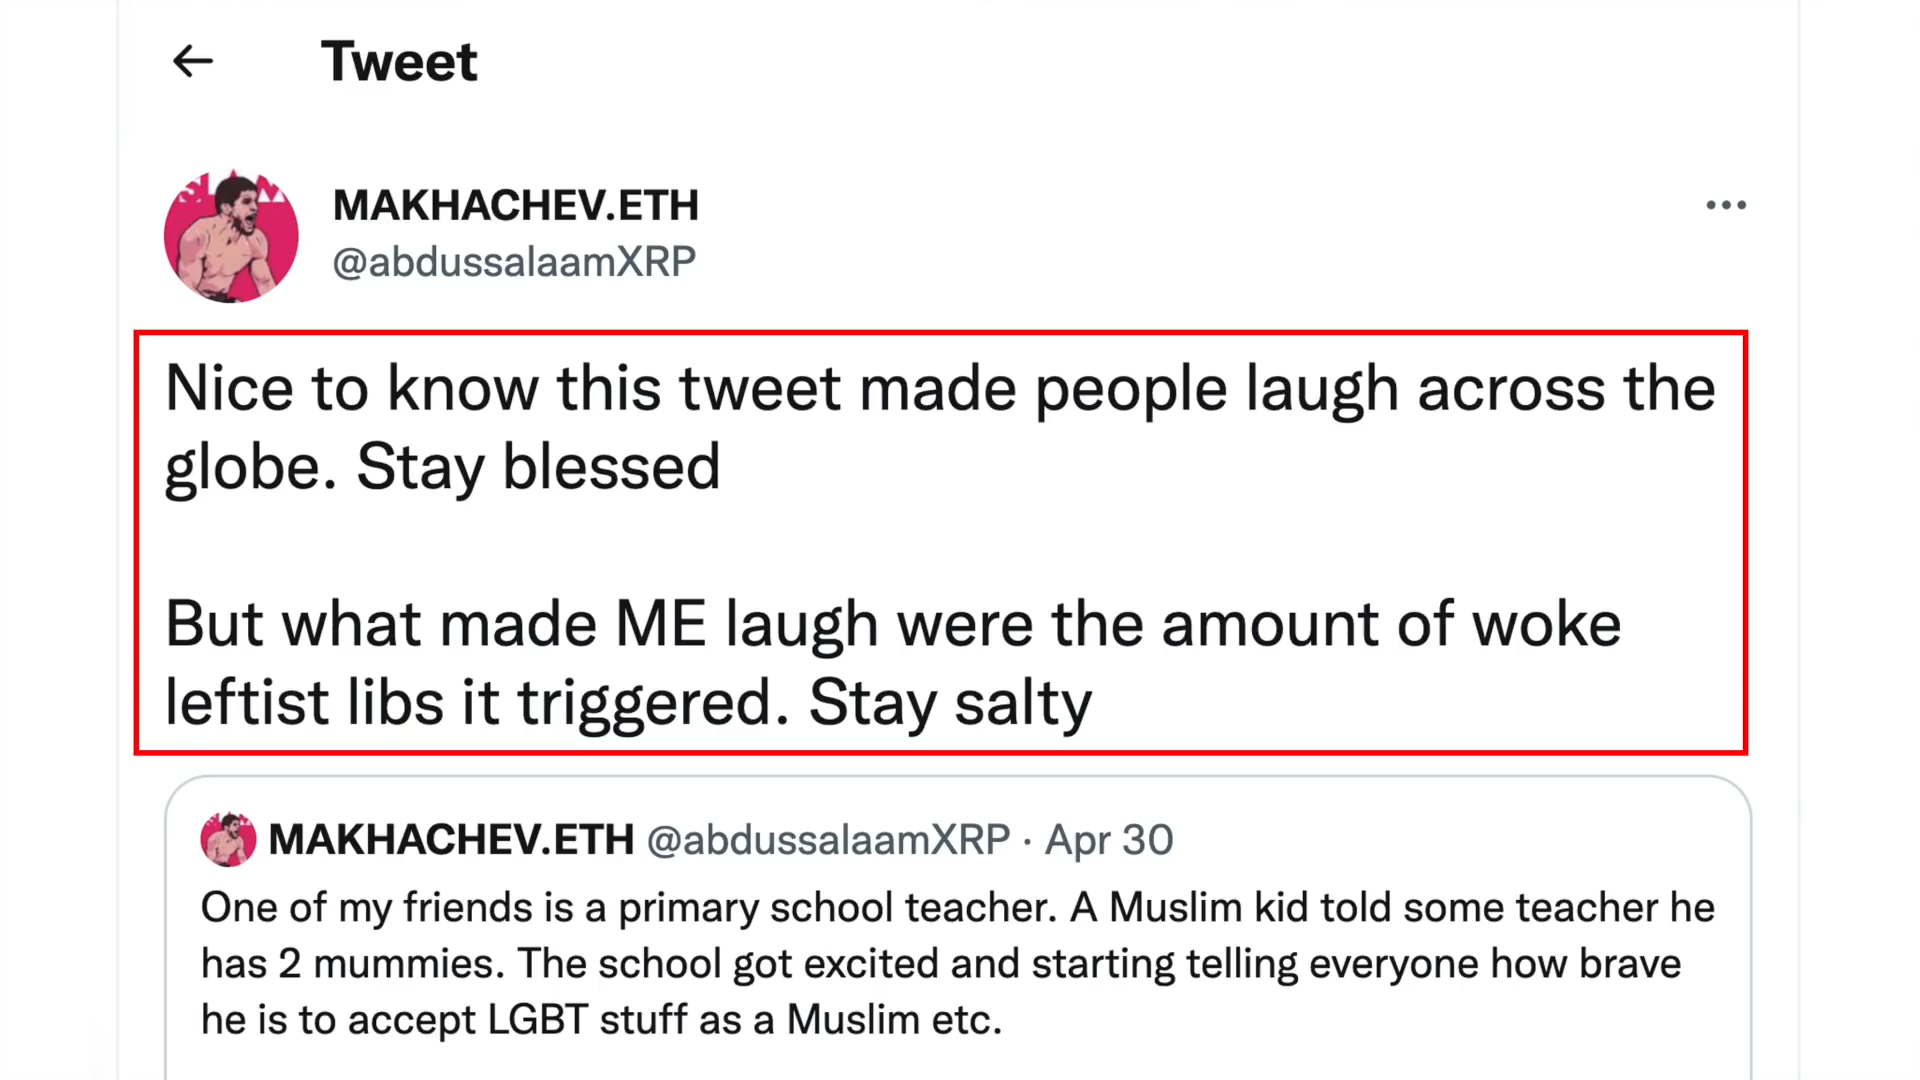 Tweet
MAKHACHEV.ETH
@abdussalaamXRP
Nice to know this tweet made people laugh across the
globe. Stay blessed
But what made ME laugh were the amount of woke
leftist libs it triggered. Stay salty
MAKHACHEV.ETH @abdussalaamXRP · Apr 30
One of my friends is a primary school teacher. A Muslim kid told some teacher he
has 2 mummies. The school got excited and starting telling everyone how brave
he is to accept LGBT stuff as a Muslim etc.